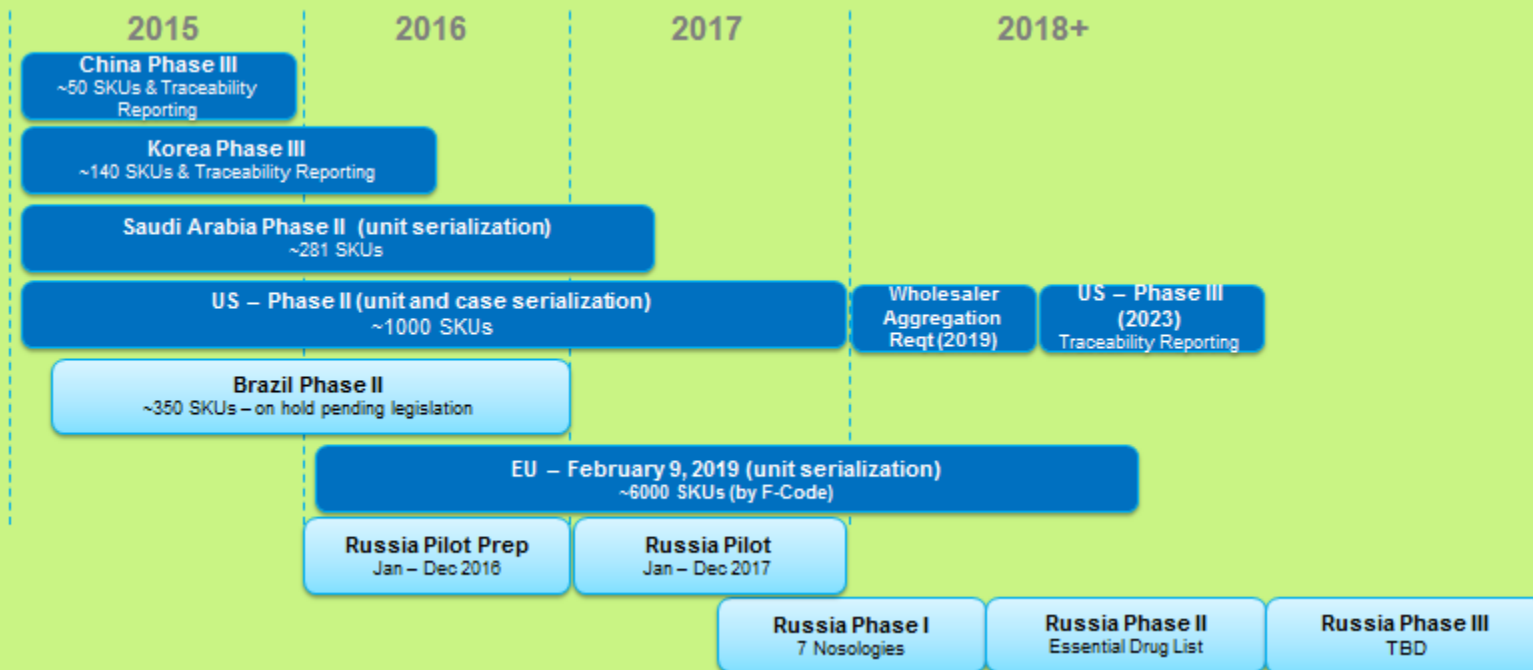 2015
2016
2017
2018+
China Phase III
~50 SKUs & Traceability
Reporting
Korea Phase III
~140 SKUs & Traceability Reporting
Saudi Arabia Phase II (unit serialization)
~281 SKUs
US – Phase II (unit and case serialization)
~1000 SKUs
Wholesaler
Aggregation
Reqt (2019)
US – Phase III
(2023)
Traceability Reporting
Brazil Phase II
~350 SKUs – on hold pending legislation
EU – February 9, 2019 (unit serialization)
~6000 SKUs (by F-Code)
Russia Pilot Prep
Jan – Dec 2016
Russia Pilot
Jan – Dec 2017
Russia Phase I
7 Nosologies
Russia Phase II
Essential Drug List
Russia Phase III
TBD